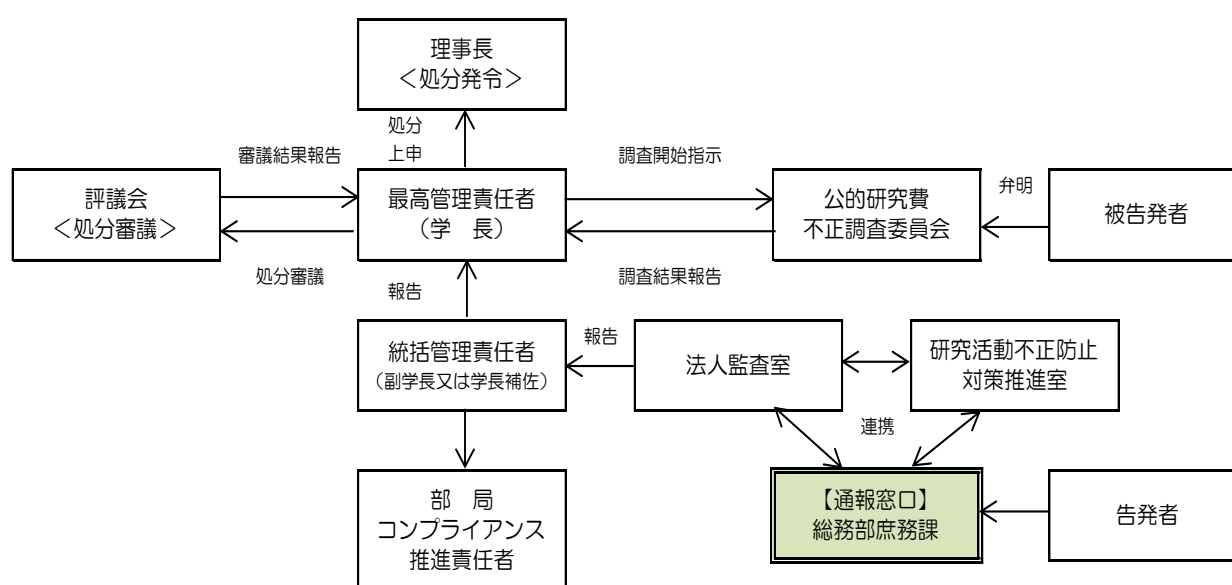 理事長
＜処分発令＞
処分
上申
審議結果報告
調査開始指示
評議会
＜処分審議＞
最高管理責任者
（学　長）
公的研究費
不正調査委員会
弁明
被告発者
処分審議
報告
調査結果報告
統括管理責任者
（副学長又は学長補佐）
報告
法人監査室
研究活動不正防止
対策推進室
連携
部　局
コンプライアンス
推進責任者
【通報窓口】
総務部庶務課
告発者